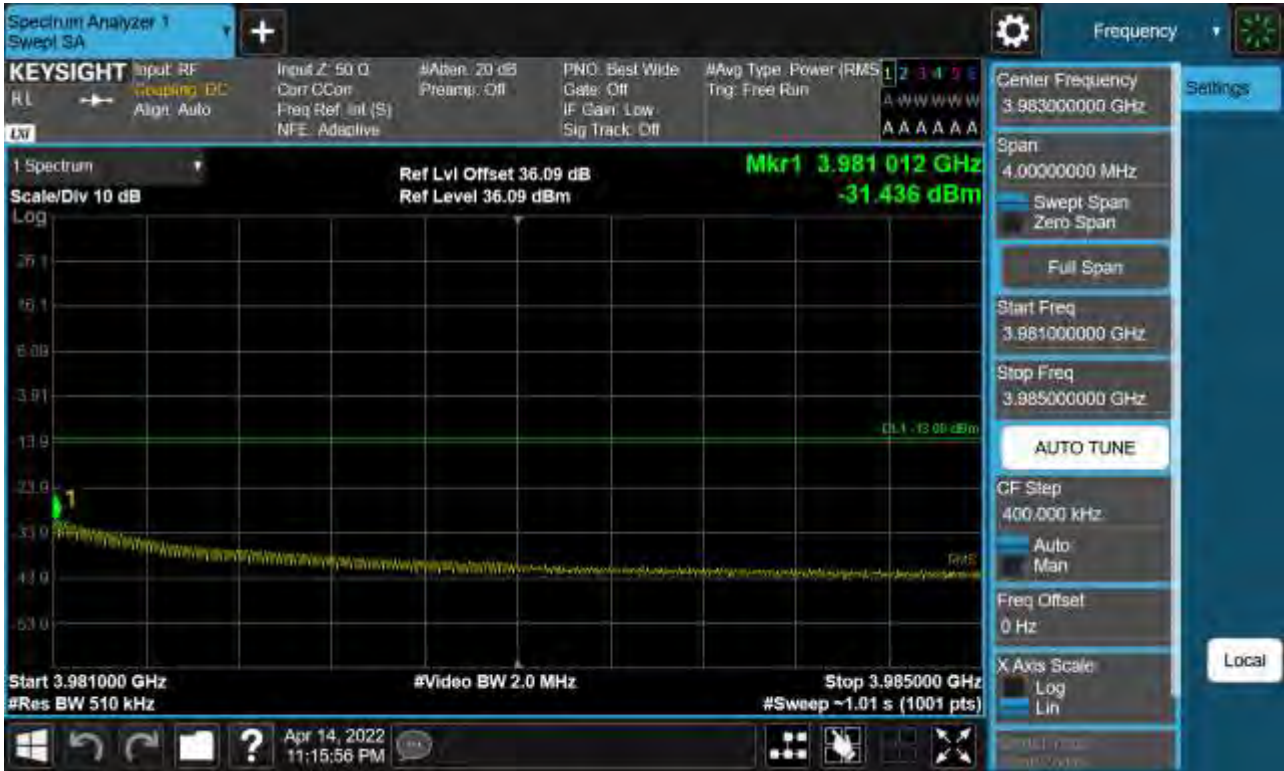 Spectrum Analyzer 1
Swept SA
+
Frequency
KEYSIGHT
RL
LXI
Input: RF
Coupling: DC
Align: Auto
Input Z: 50 Ω
Corr CCorr
Freq Ref: Int (S)
NFE: Adaptive
#Atten: 20 dB
Preamp: Off
PNO: Best Wide
Gate: Off
IF Gain: Low
Sig Track: Off
#Avg Type: Power (RMS
Trig: Free Run
1 2 3 4 5 6
A W W W W W
A A A A A A
1 Spectrum
Scale/Div 10 dB
Log
Ref Lvl Offset 36.09 dB
Ref Level 36.09 dBm
Mkr1 3.981 012 GHz
-31.436 dBm
26.1
16.1
6.09
-3.91
-13.9
-23.9
-33.9
-43.9
-53.9
DL1 -13.00 dBm
1
RMS
Start 3.981000 GHz
#Res BW 510 kHz
#Video BW 2.0 MHz
Stop 3.985000 GHz
#Sweep ~1.01 s (1001 pts)
Center Frequency
3.983000000 GHz
Span
4.00000000 MHz
Swept Span
Zero Span
Full Span
Start Freq
3.981000000 GHz
Stop Freq
3.985000000 GHz
AUTO TUNE
CF Step
400.000 kHz
Auto
Man
Freq Offset
0 Hz
X Axis Scale
Log
Lin
Settings
Local
?
Apr 14, 2022
11:15:56 PM